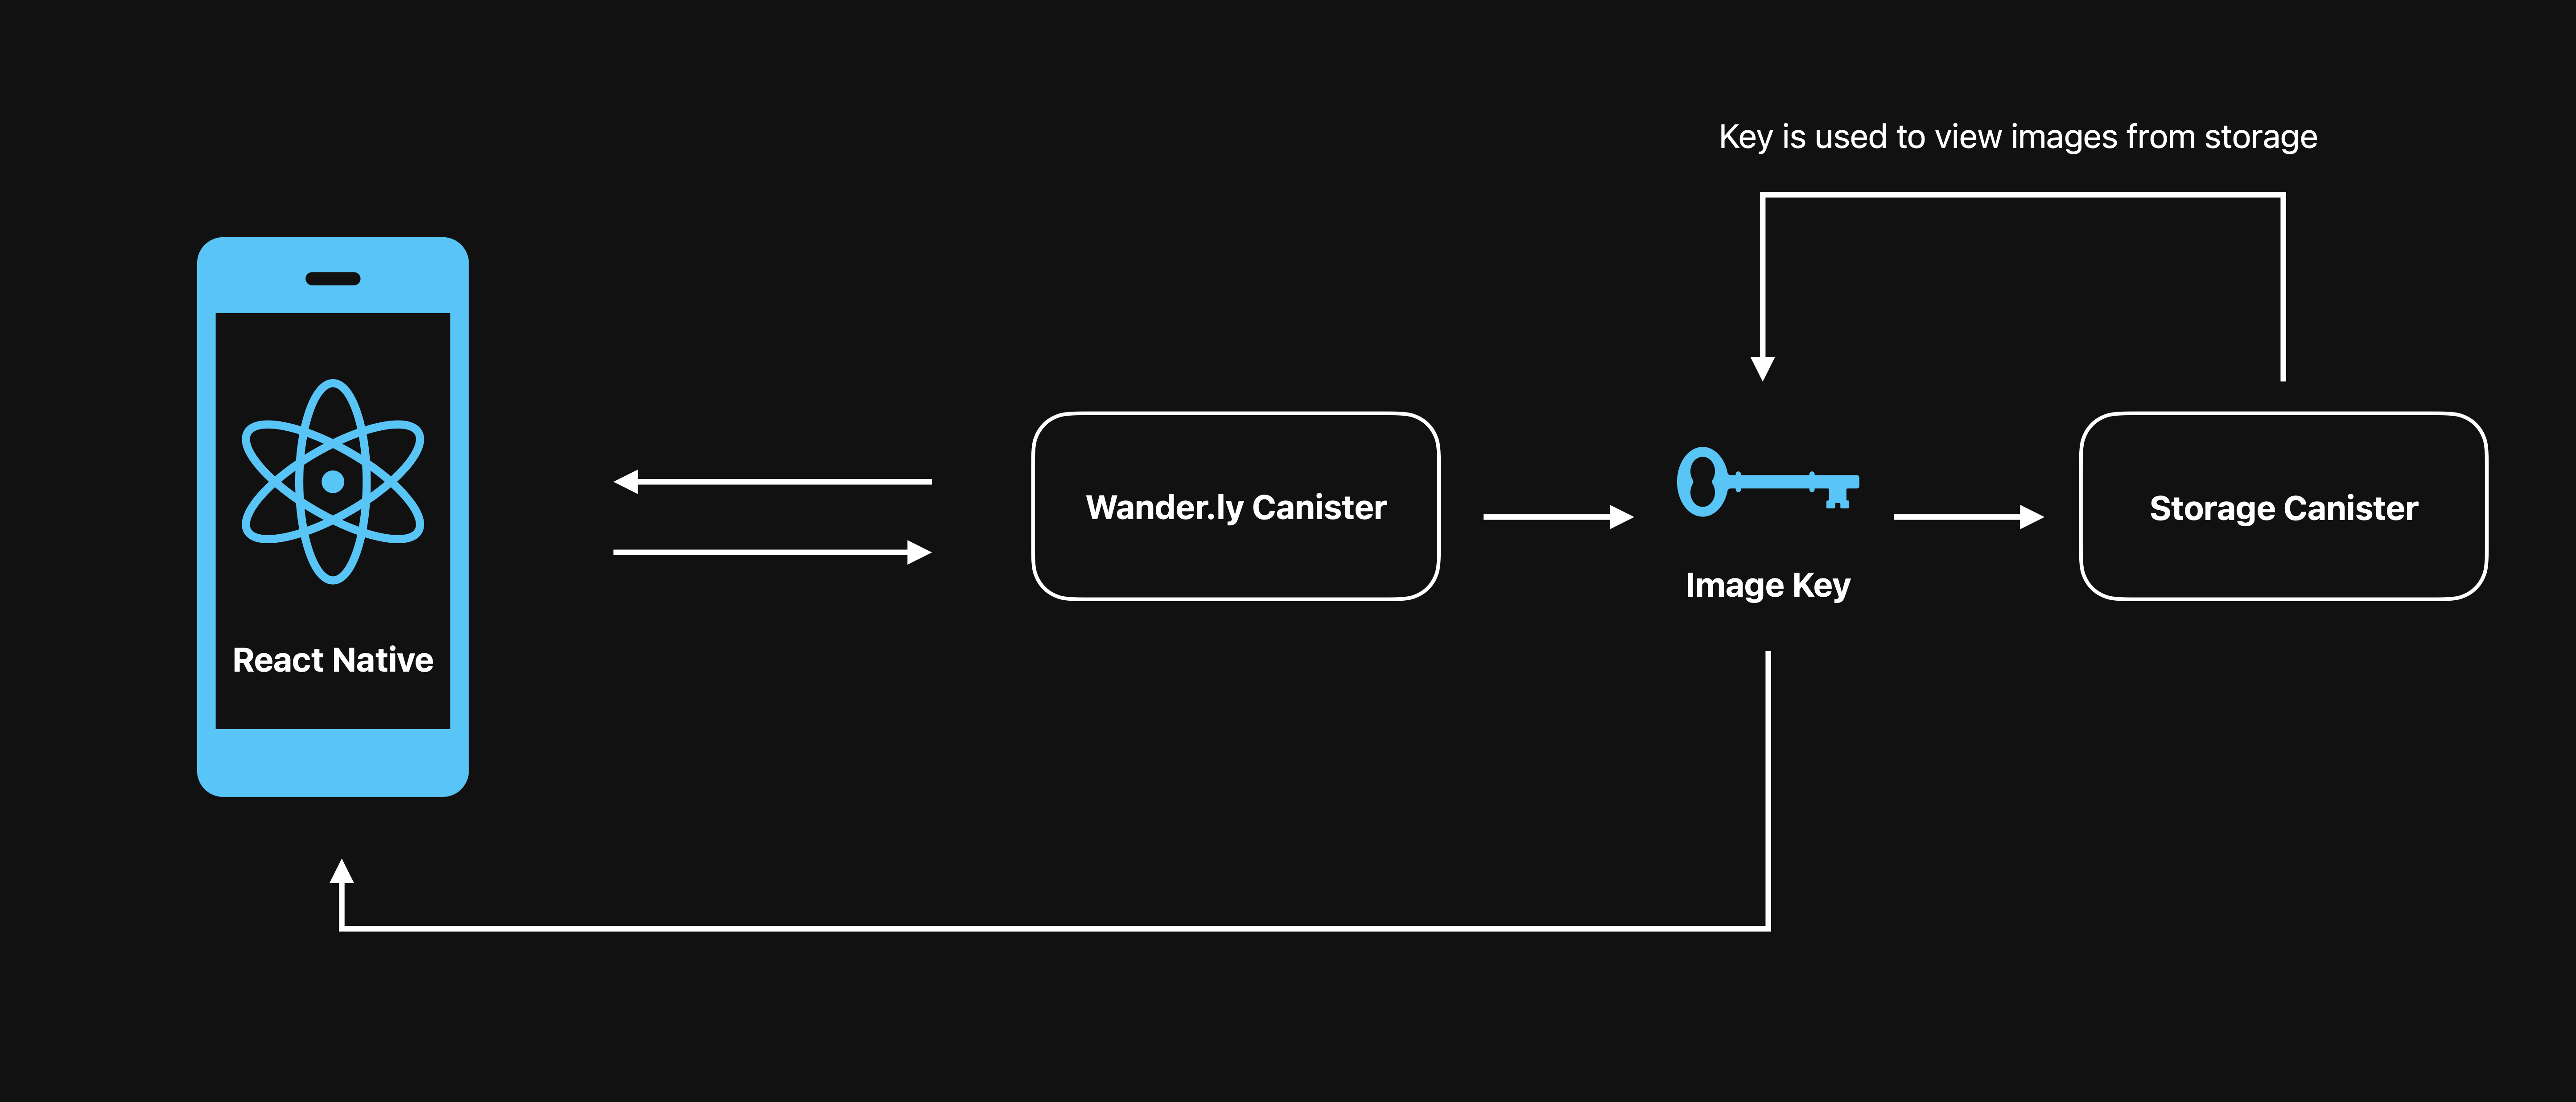 Key is used to view images from storage
React Native
Wander.ly Canister
Image Key
Storage Canister